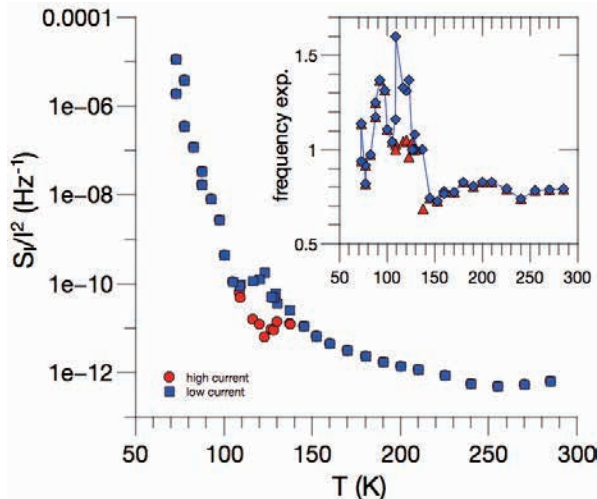 0.0001
1e−06
1e−08
1e−10
1e−12
S_I/I² (Hz⁻¹)
50 100 150 200 250 300
T (K)
high current
low current
1.5
1
0.5
frequency exp.
50 100 150 200 250 300